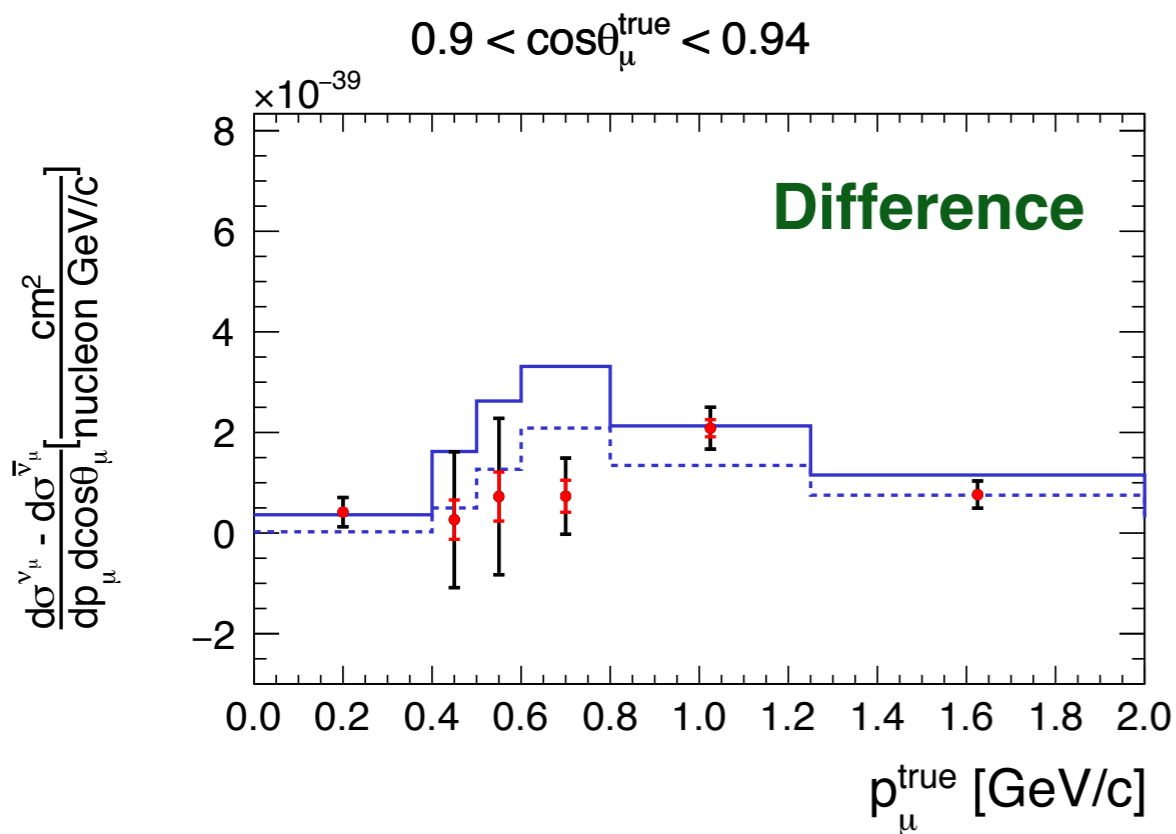 0.9 < cosθ_μ^true < 0.94
×10^−39
Difference
dσ^ν_μ - dσ^ν̄_μ
dp_μ dcosθ_μ
[cm²
nucleon GeV/c]
8
6
4
2
0
−2
0.0 0.2 0.4 0.6 0.8 1.0 1.2 1.4 1.6 1.8 2.0
p_μ^true [GeV/c]